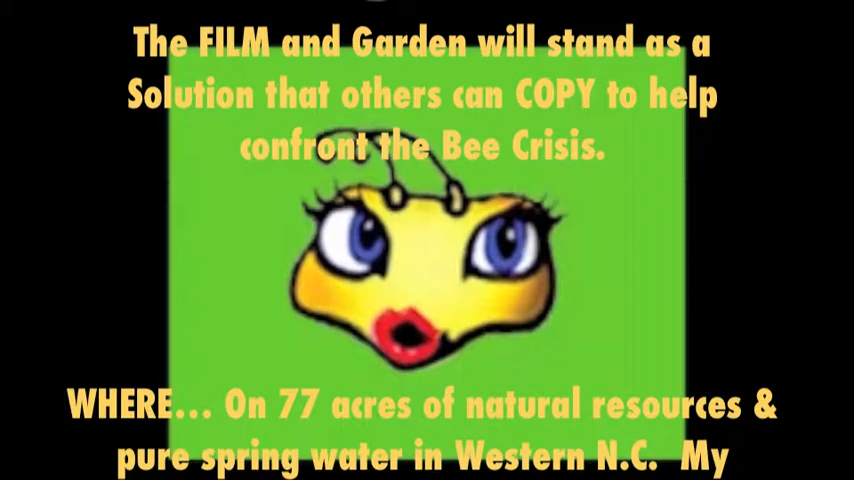 The FILM and Garden will stand as a
Solution that others can COPY to help
confront the Bee Crisis.
WHERE... On 77 acres of natural resources &
pure spring water in Western N.C. My